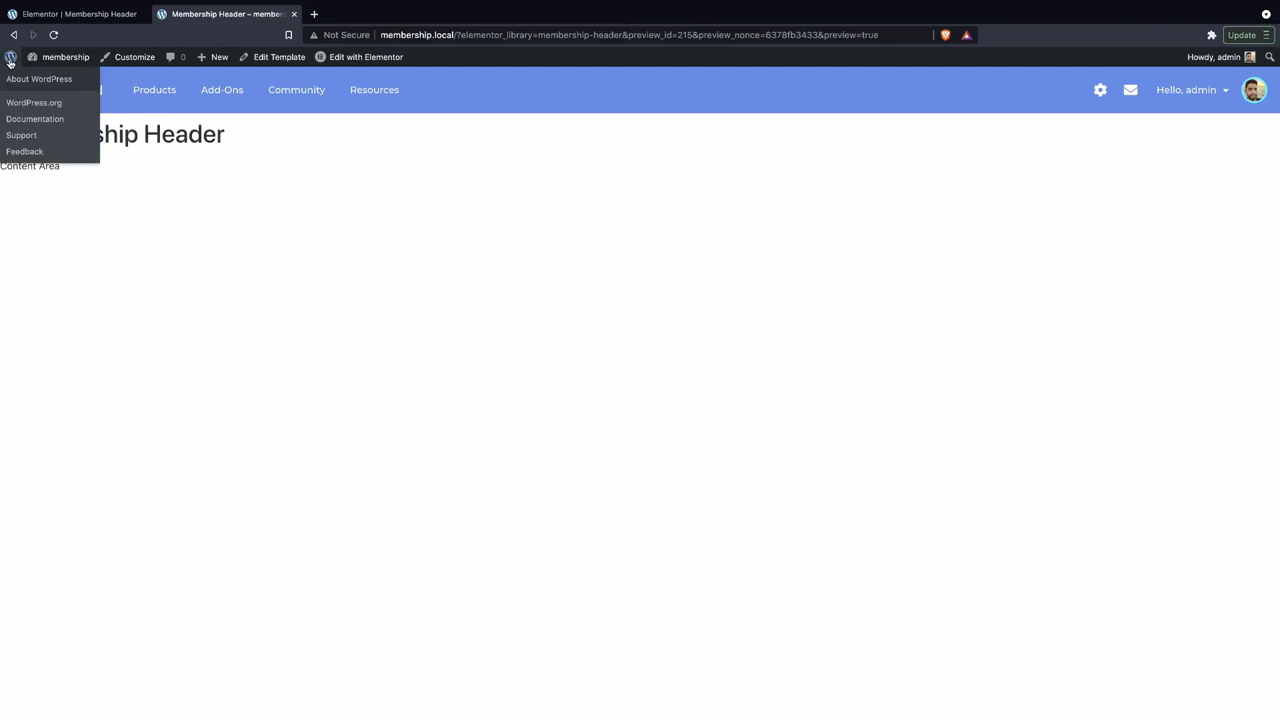 Elementor | Membership Header
Membership Header – member
Not Secure
membership.local/?elementor_library=membership-header&preview_id=215&preview_nonce=6378fb3433&preview=true
Update
membership
Customize
0
New
Edit Template
Edit with Elementor
Howdy, admin
About WordPress
WordPress.org
Documentation
Support
Feedback
d
Products
Add-Ons
Community
Resources
Hello, admin
ship Header
Content Area